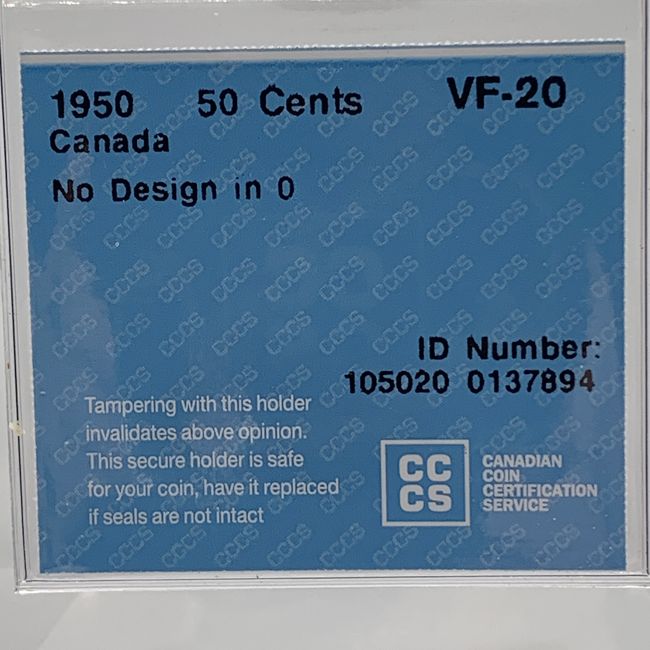 1950 50 Cents VF-20
Canada
No Design in 0
ID Number:
105020 0137894
Tampering with this holder
invalidates above opinion.
This secure holder is safe
for your coin, have it replaced
if seals are not intact
CC
CS
CANADIAN
COIN
CERTIFICATION
SERVICE